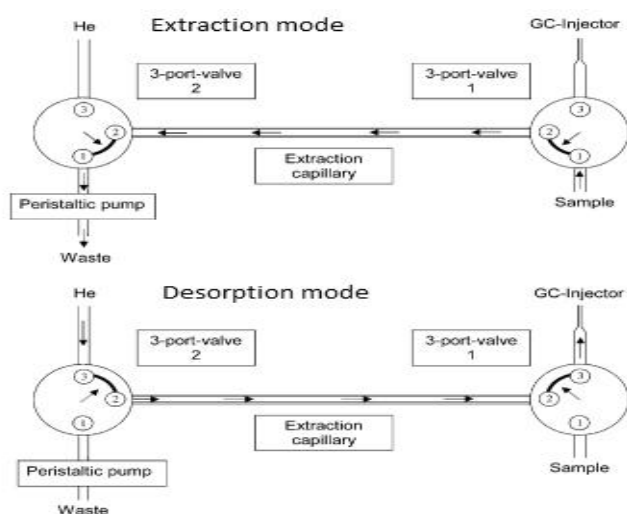 He
Extraction mode
GC-Injector
3-port-valve
2
3-port-valve
1
3
3
2
2
1
1
Extraction
capillary
Peristaltic pump
Sample
Waste
He
Desorption mode
GC-Injector
3-port-valve
2
3-port-valve
1
3
3
2
2
1
1
Extraction
capillary
Peristaltic pump
Sample
Waste